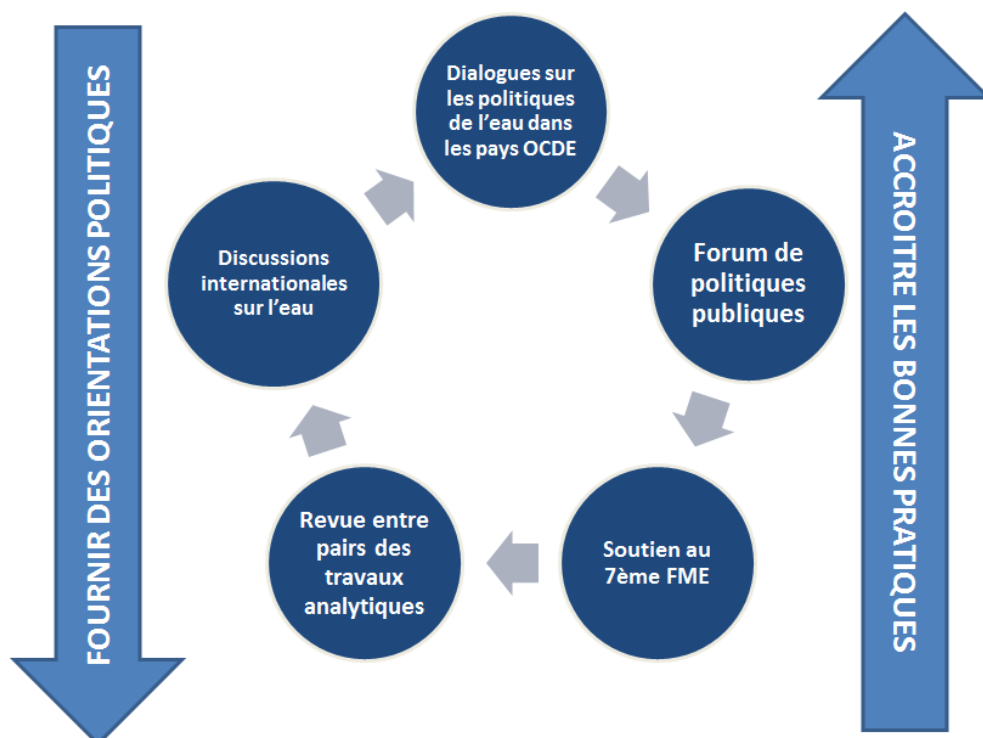 FOURNIR DES ORIENTATIONS POLITIQUES
Dialogues sur
les politiques
de l'eau dans
les pays OCDE
Forum de
politiques
publiques
Soutien au
7ème FME
Revue entre
pairs des
travaux
analytiques
Discussions
internationales
sur l'eau
ACCROITRE LES BONNES PRATIQUES